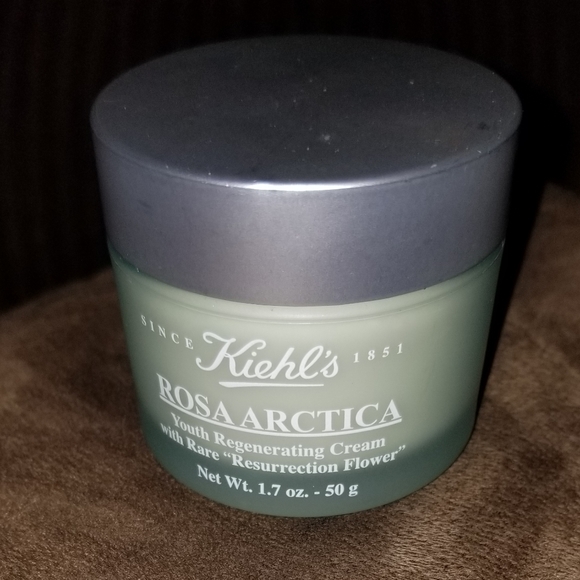 SINCE Kiehl's 1851
ROSA ARCTICA
Youth Regenerating Cream
with Rare “Resurrection Flower”
Net Wt. 1.7 oz. - 50 g